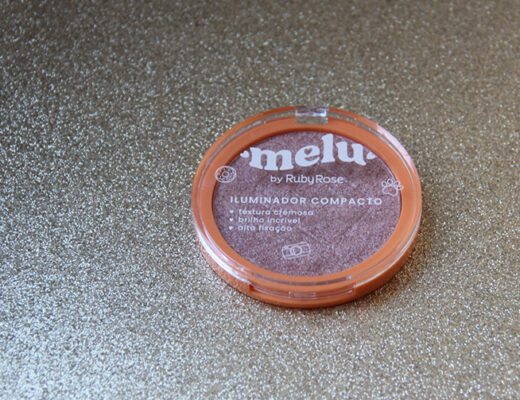 melu
by RubyRose
ILUMINADOR COMPACTO
♥ textura cremosa
♥ brilho incrível
♥ alta fixação